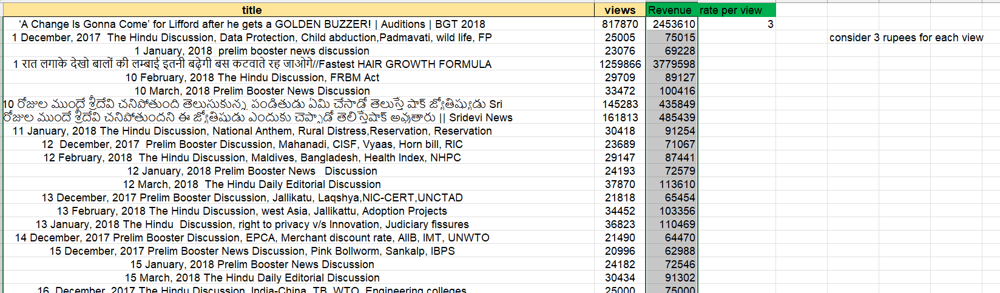 title views Revenue rate per view
‘A Change Is Gonna Come’ for Lifford after he gets a GOLDEN BUZZER! | Auditions | BGT 2018 817870 2453610 3
1 December, 2017  The Hindu Discussion, Data Protection, Child abduction,Padmavati, wild life, FP 25005 75015 consider 3 rupees for each view
1 January, 2018  prelim booster news discussion 23076 69228
1 रात लगाके देखो बालों की लम्बाई इतनी बढ़ेगी बस कटवाते रह जाओगे//Fastest HAIR GROWTH FORMULA 1259866 3779598
10 February, 2018 The Hindu Discussion, FRBM Act 29709 89127
10 March, 2018 Prelim Booster News Discussion 33472 100416
10 రోజుల ముందే శ్రీదేవి చనిపోతుంది తెలుసుకున్న పండితుడు ఏమి చేసాడో తెలుస్తే షాక్ జ్యోతిష్యుడు Sri 145283 435849
రోజుల ముందే శ్రీదేవి చనిపోతుందని ఈ జ్యోతిషుడు ఎందుకు చెప్పాడో తెలిస్తేషాక్ అవుతారు || Sridevi News 161813 485439
11 January, 2018 The Hindu Discussion, National Anthem, Rural Distress,Reservation, Reservation 30418 91254
12  December, 2017  Prelim Booster Discussion, Mahanadi, CISF, Vyaas, Horn bill, RIC 23689 71067
12 February, 2018  The Hindu Discussion, Maldives, Bangladesh, Health Index, NHPC 29147 87441
12 January, 2018 Prelim Booster News   Discussion 24193 72579
12 March, 2018  The Hindu Daily Editorial Discussion 37870 113610
13 December, 2017 Prelim Booster Discussion, Jallikatu, Laqshya,NIC-CERT,UNCTAD 21818 65454
13 February, 2018 The Hindu Discussion, west Asia, Jallikattu, Adoption Projects 34452 103356
13 January, 2018 The Hindu  Discussion, right to privacy v/s Innovation, Judiciary fissures 36823 110469
14 December, 2017 Prelim Booster Discussion, EPCA, Merchant discount rate, AIIB, IMT, UNWTO 21490 64470
15 December, 2017 Prelim Booster News Discussion, Pink Bollworm, Sankalp, IBPS 20996 62988
15 January, 2018 Prelim Booster News Discussion 24182 72546
15 March, 2018 The Hindu Daily Editorial Discussion 30434 91302
16  December, 2017 The Hindu Discussion, India-China, TB, WTO, Engineering colleges 25000 75000